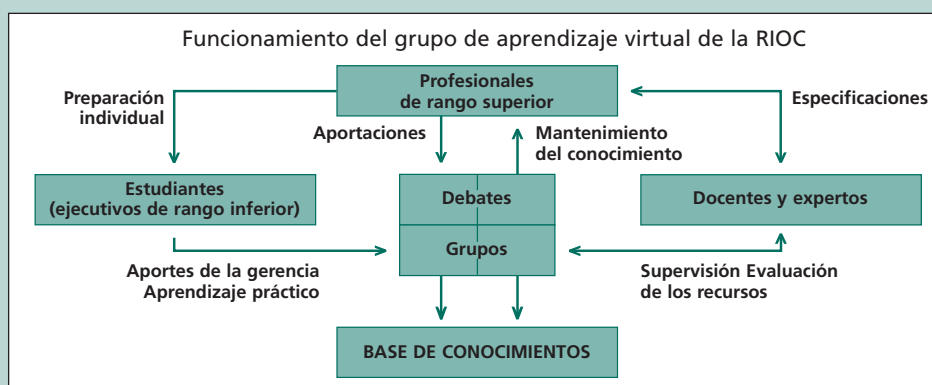 Funcionamiento del grupo de aprendizaje virtual de la RIOC
Profesionales
de rango superior
Preparación
individual
Especificaciones
Aportaciones
Mantenimiento
del conocimiento
Estudiantes
(ejecutivos de rango inferior)
Debates
Docentes y expertos
Grupos
Aportes de la gerencia
Aprendizaje práctico
Supervisión Evaluación
de los recursos
BASE DE CONOCIMIENTOS